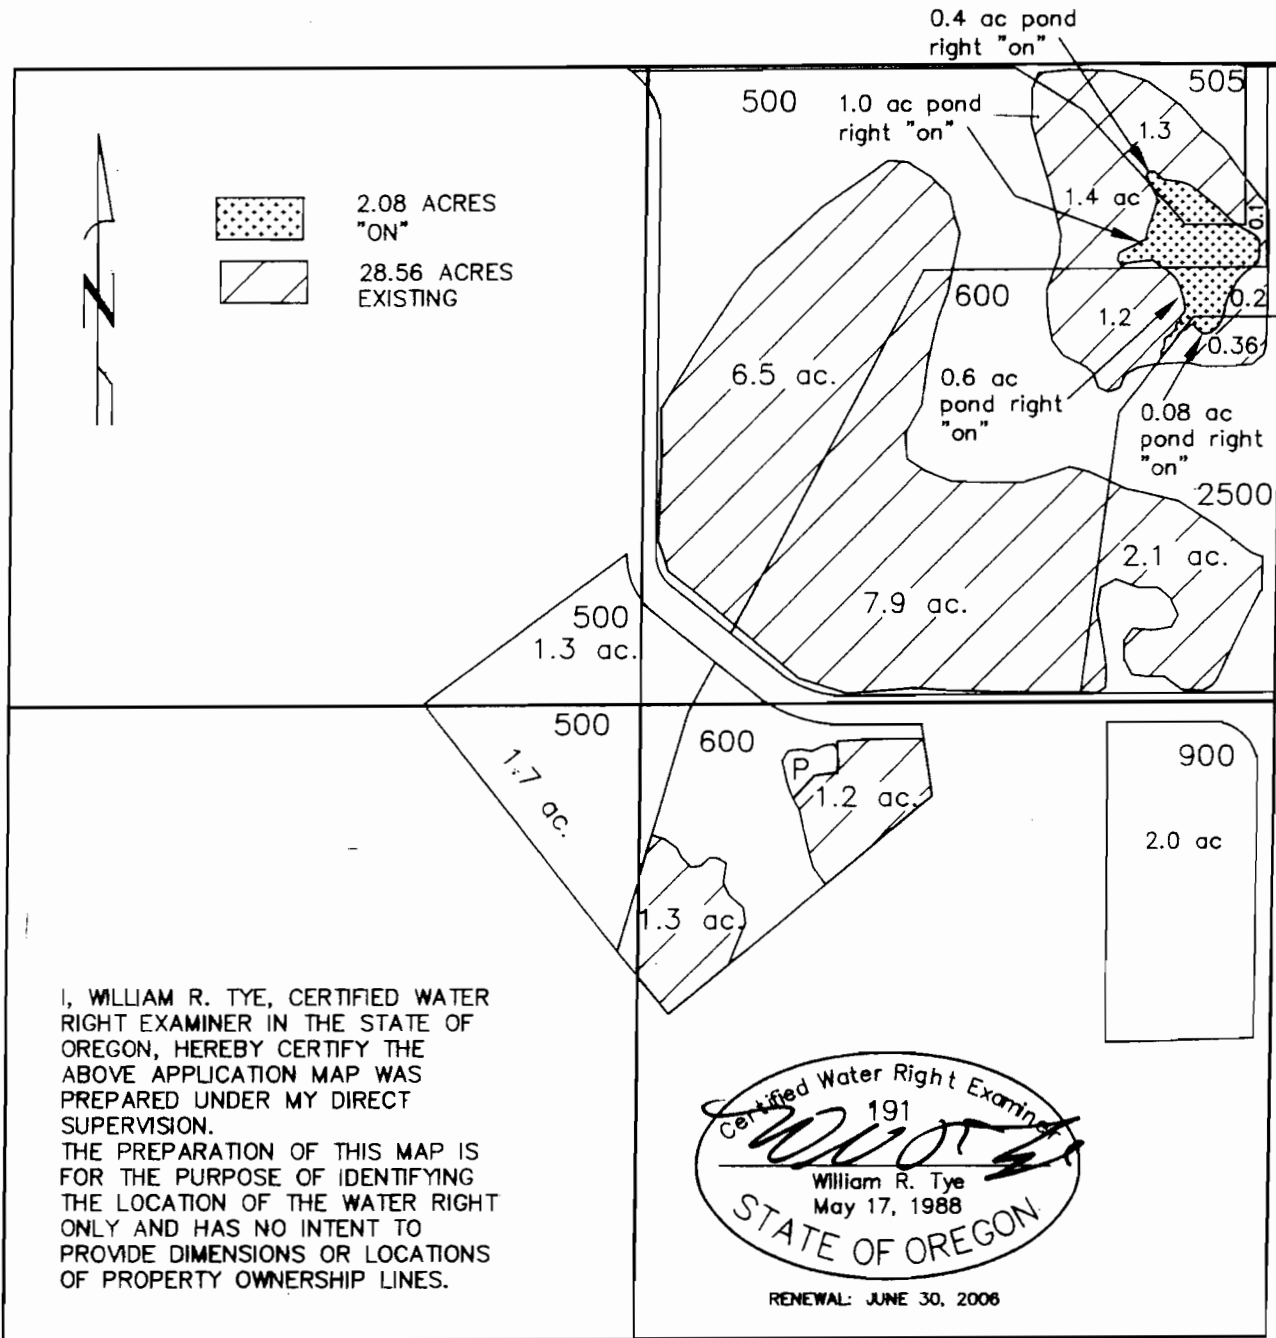 0.4 ac pond
right "on"
500
1.0 ac pond
right "on"
505
1.3
1.4 ac
0.1
2.08 ACRES
"ON"
28.56 ACRES
EXISTING
600
1.2
0.2
0.36
6.5 ac.
0.6 ac
pond right
"on"
0.08 ac
pond right
"on"
2500
2.1 ac.
7.9 ac.
500
1.3 ac.
500
1.7 ac.
600
P
1.2 ac.
1.3 ac.
900
2.0 ac
I, WILLIAM R. TYE, CERTIFIED WATER
RIGHT EXAMINER IN THE STATE OF
OREGON, HEREBY CERTIFY THE
ABOVE APPLICATION MAP WAS
PREPARED UNDER MY DIRECT
SUPERVISION.
THE PREPARATION OF THIS MAP IS
FOR THE PURPOSE OF IDENTIFYING
THE LOCATION OF THE WATER RIGHT
ONLY AND HAS NO INTENT TO
PROVIDE DIMENSIONS OR LOCATIONS
OF PROPERTY OWNERSHIP LINES.
Certified Water Right Examiner
191
William R. Tye
May 17, 1988
STATE OF OREGON
RENEWAL: JUNE 30, 2006